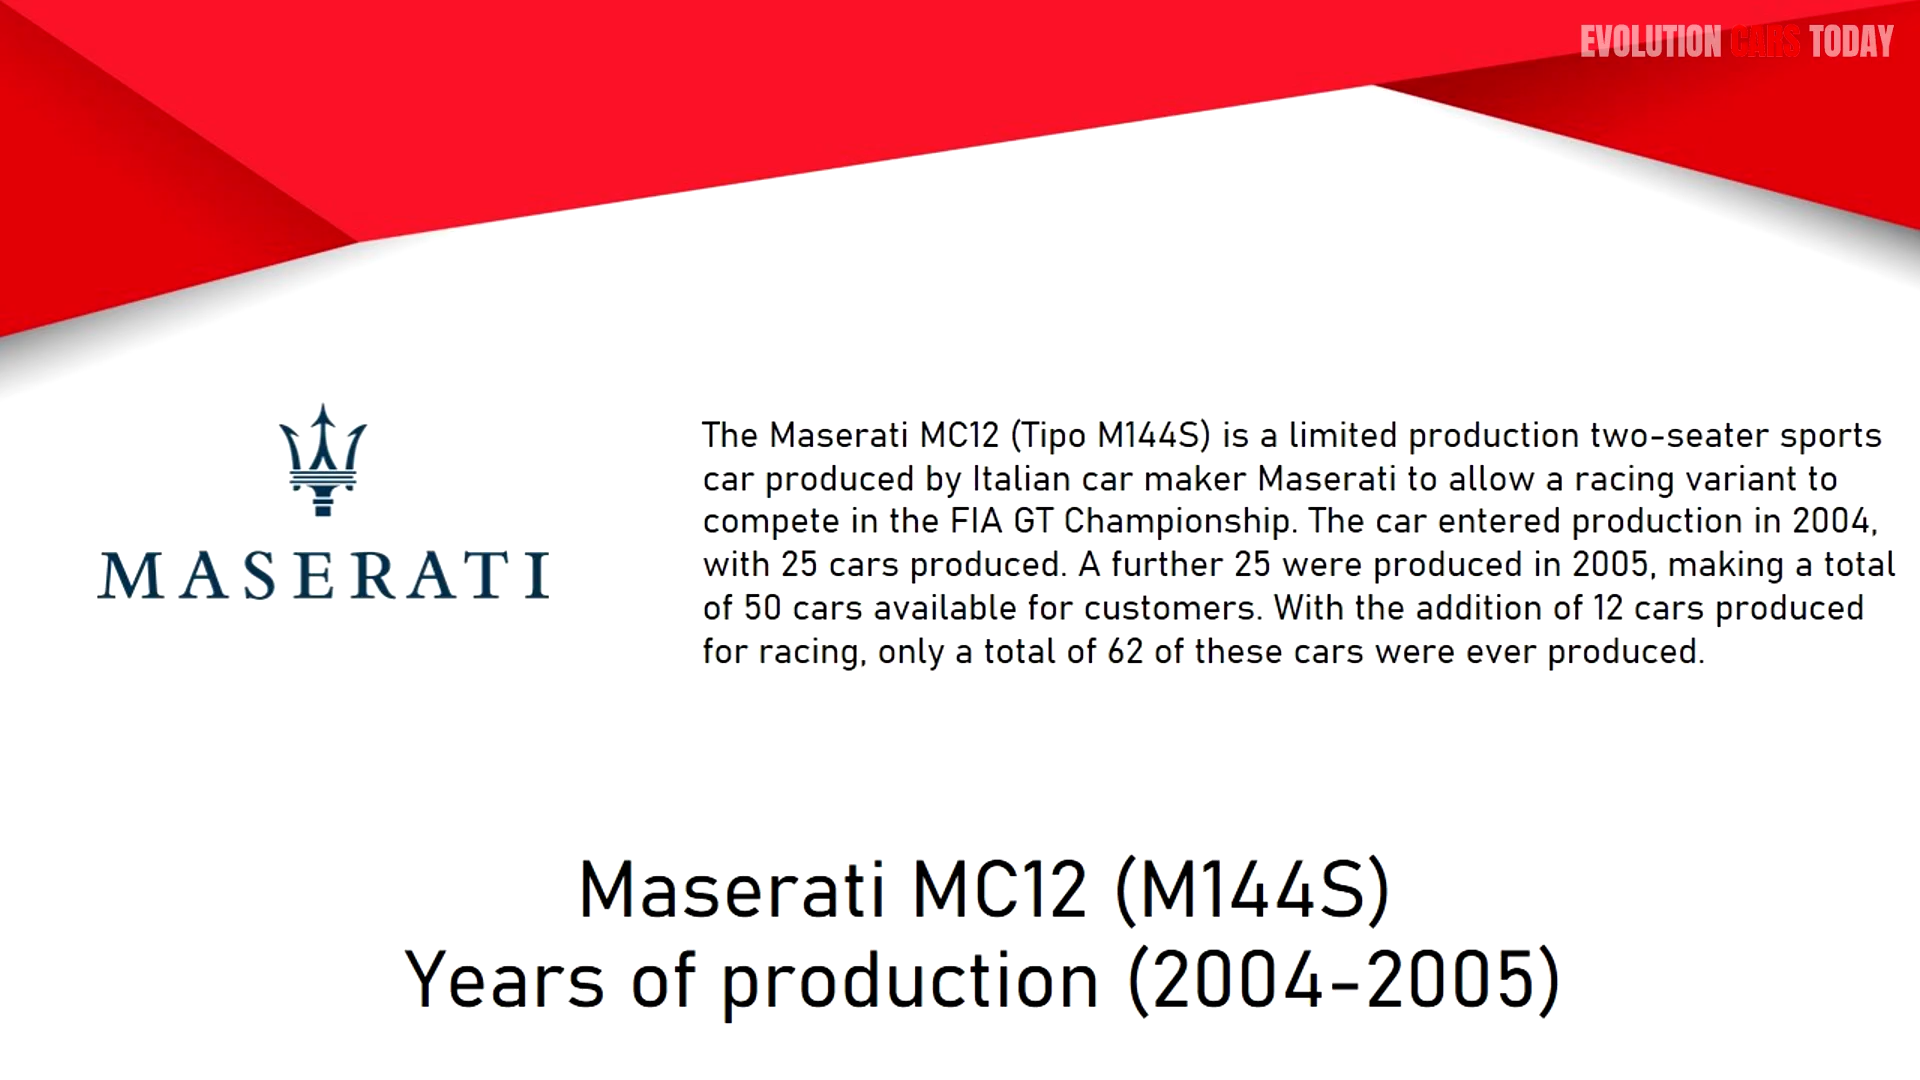 EVOLUTION CARS TODAY
MASERATI
The Maserati MC12 (Tipo M144S) is a limited production two-seater sports
car produced by Italian car maker Maserati to allow a racing variant to
compete in the FIA GT Championship. The car entered production in 2004,
with 25 cars produced. A further 25 were produced in 2005, making a total
of 50 cars available for customers. With the addition of 12 cars produced
for racing, only a total of 62 of these cars were ever produced.
Maserati MC12 (M144S)
Years of production (2004-2005)